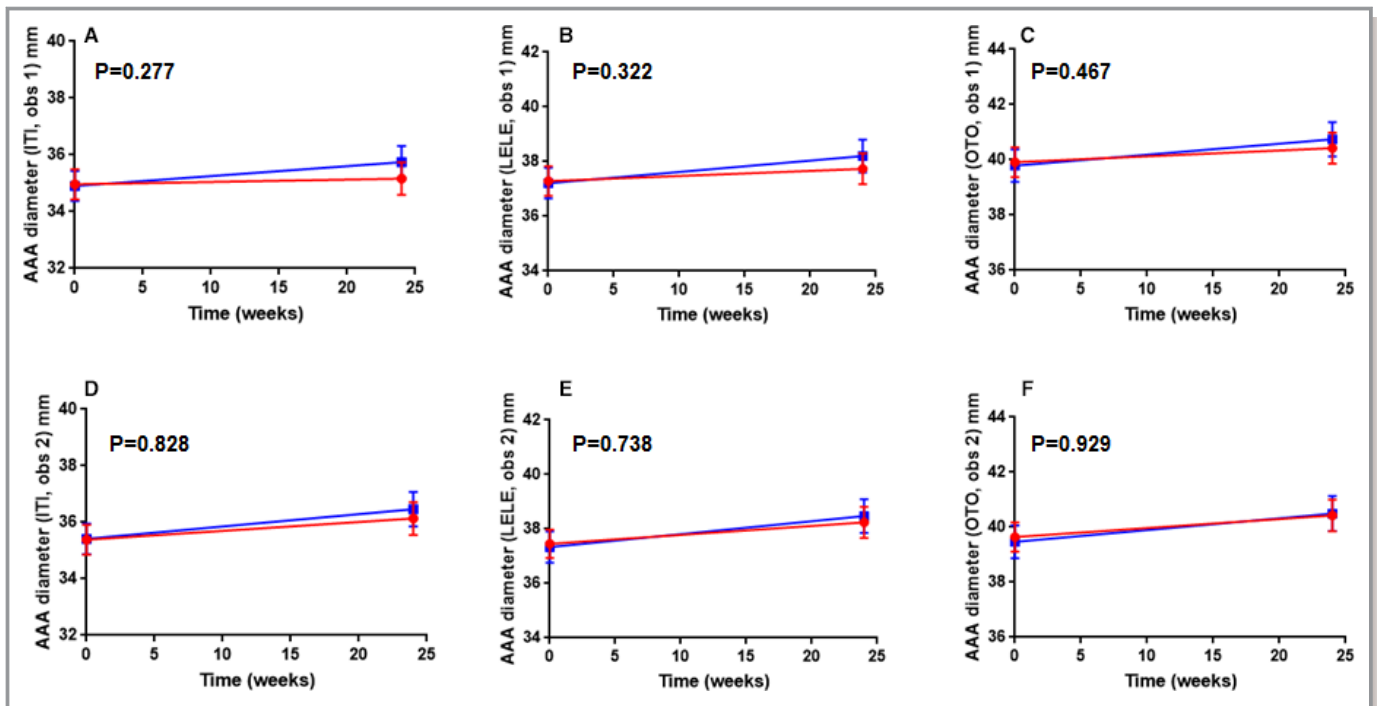 A
P=0.277
AAA diameter (ITI, obs 1) mm
40
38
36
34
32
0 5 10 15 20 25
Time (weeks)
B
P=0.322
AAA diameter (LELE, obs 1) mm
42
40
38
36
34
0 5 10 15 20 25
Time (weeks)
C
P=0.467
AAA diameter (OTO, obs 1) mm
44
42
40
38
36
0 5 10 15 20 25
Time (weeks)
D
P=0.828
AAA diameter (ITI, obs 2) mm
40
38
36
34
32
0 5 10 15 20 25
Time (weeks)
E
P=0.738
AAA diameter (LELE, obs 2) mm
42
40
38
36
34
0 5 10 15 20 25
Time (weeks)
F
P=0.929
AAA diameter (OTO, obs 2) mm
44
42
40
38
36
0 5 10 15 20 25
Time (weeks)